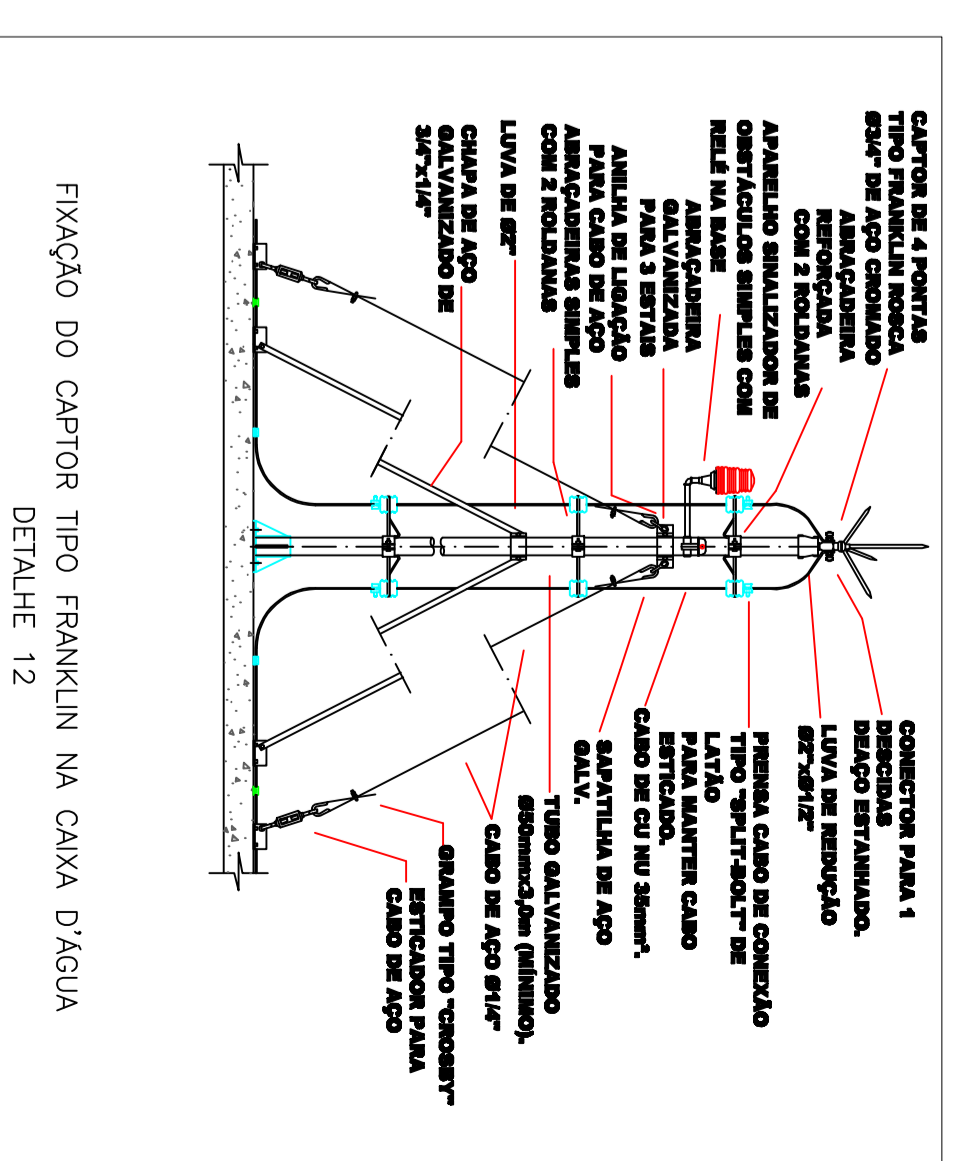 CAPTOR DE 4 PONTAS
TIPO FRANKLIN ROSCA
Ø3/4" DE AÇO CROMADO
ABRAÇADEIRA
REFORÇADA
COM 2 ROLDANAS
APARELHO SINALIZADOR DE
OBSTÁCULOS SIMPLES COM
RELÉ NA BASE
ABRAÇADEIRA
GALVANIZADA
PARA 3 ESTAIS
ANILHA DE LIGAÇÃO
PARA CABO DE AÇO
ABRAÇADEIRAS SIMPLES
COM 2 ROLDANAS
LUVA DE Ø2"
CHAPA DE AÇO
GALVANIZADO DE
3/4"x1/4"
CONECTOR PARA 1
DESCIDAS
DEAÇO ESTANHADO.
LUVA DE REDUÇÃO
Ø2"xØ1/2"
PRENSA CABO DE CONEXÃO
TIPO "SPLIT-BOLT" DE
LATÃO
PARA MANTER CABO
ESTICADO.
CABO DE CU NU 35mm².
SAPATILHA DE AÇO
GALV.
TUBO GALVANIZADO
Ø50mmx3,0m (MÍNIMO).
CABO DE AÇO Ø1/4"
GRAMPO TIPO "CROSBY"
ESTICADOR PARA
CABO DE AÇO
FIXAÇÃO DO CAPTOR TIPO FRANKLIN NA CAIXA D'ÁGUA
DETALHE 12